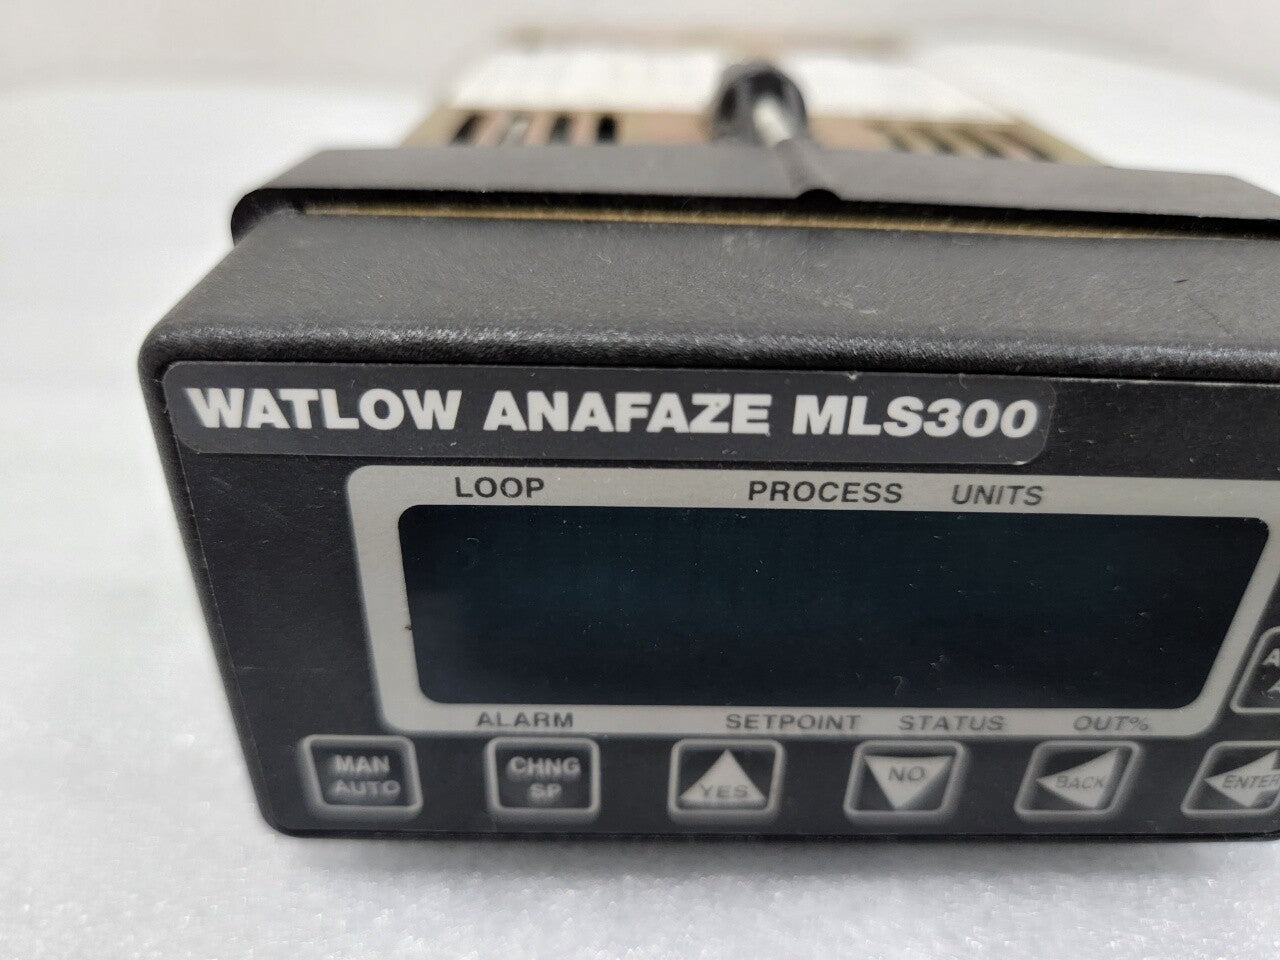 WATLOW ANAFAZE MLS300
LOOP PROCESS UNITS
ALARM SETPOINT STATUS OUT%
MAN AUTO
CHNG SP
YES
NO
BACK
ENTER